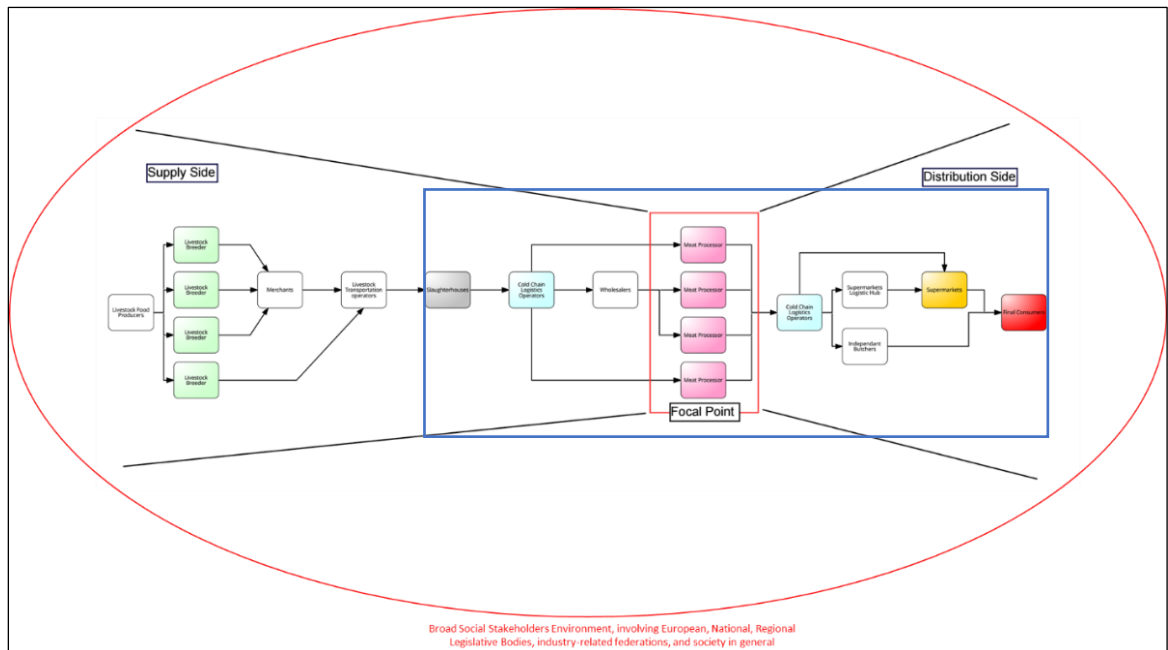 Supply Side
Distribution Side
Livestock Food
Producers
Livestock
Breeder
Livestock
Breeder
Livestock
Breeder
Livestock
Breeder
Merchants
Livestock
Transportation
operators
Slaughterhouses
Cold Chain
Logistics
Operators
Wholesalers
Meat Processor
Meat Processor
Meat Processor
Meat Processor
Focal Point
Cold Chain
Logistics
Operators
Supermarkets
Logistic Hub
Independant
Butchers
Supermarkets
Final Consumers
Broad Social Stakeholders Environment, involving European, National, Regional
Legislative Bodies, industry-related federations, and society in general